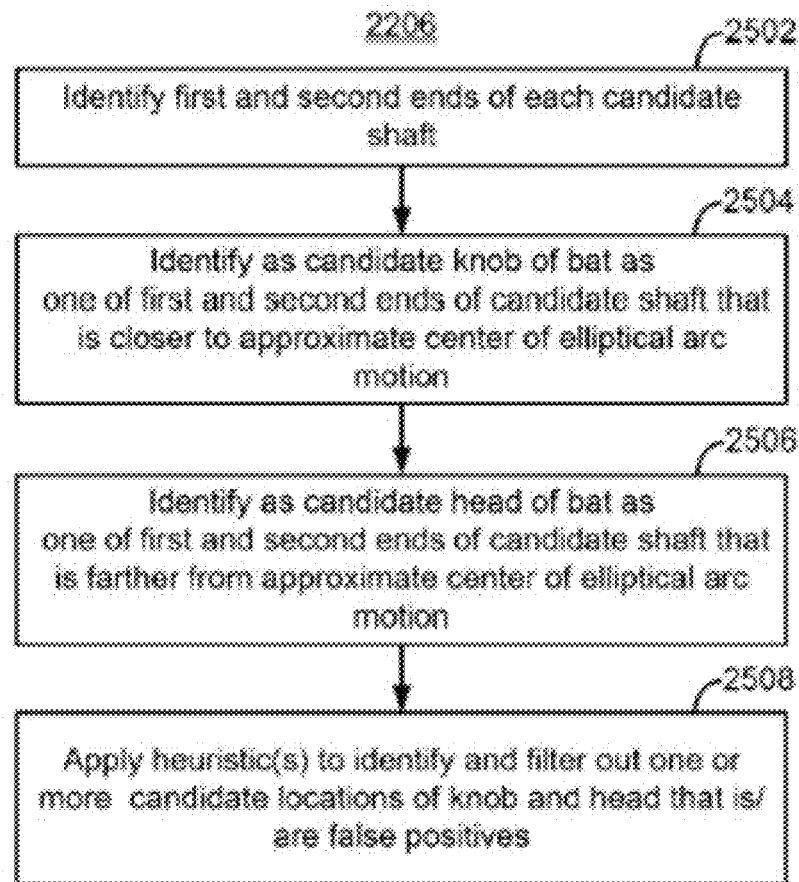 2206
2502
Identify first and second ends of each candidate
shaft
2504
Identify as candidate knob of bat as
one of first and second ends of candidate shaft that
is closer to approximate center of elliptical arc
motion
2506
Identify as candidate head of bat as
one of first and second ends of candidate shaft that
is farther from approximate center of elliptical arc
motion
2508
Apply heuristic(s) to identify and filter out one or
more candidate locations of knob and head that is/
are false positives